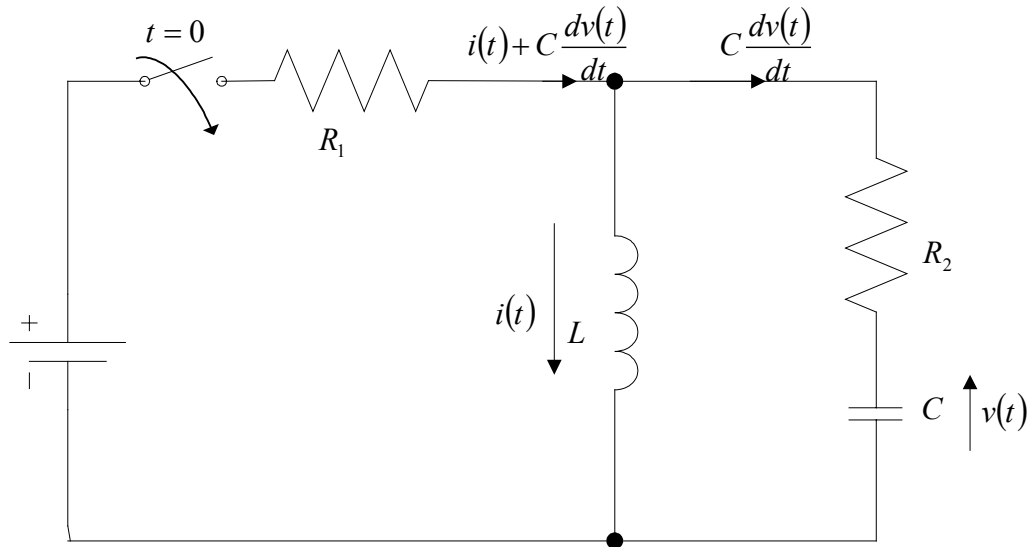 t = 0
i(t) + C dv(t)/dt
C dv(t)/dt
R₁
R₂
i(t)
L
+
−
C
v(t)